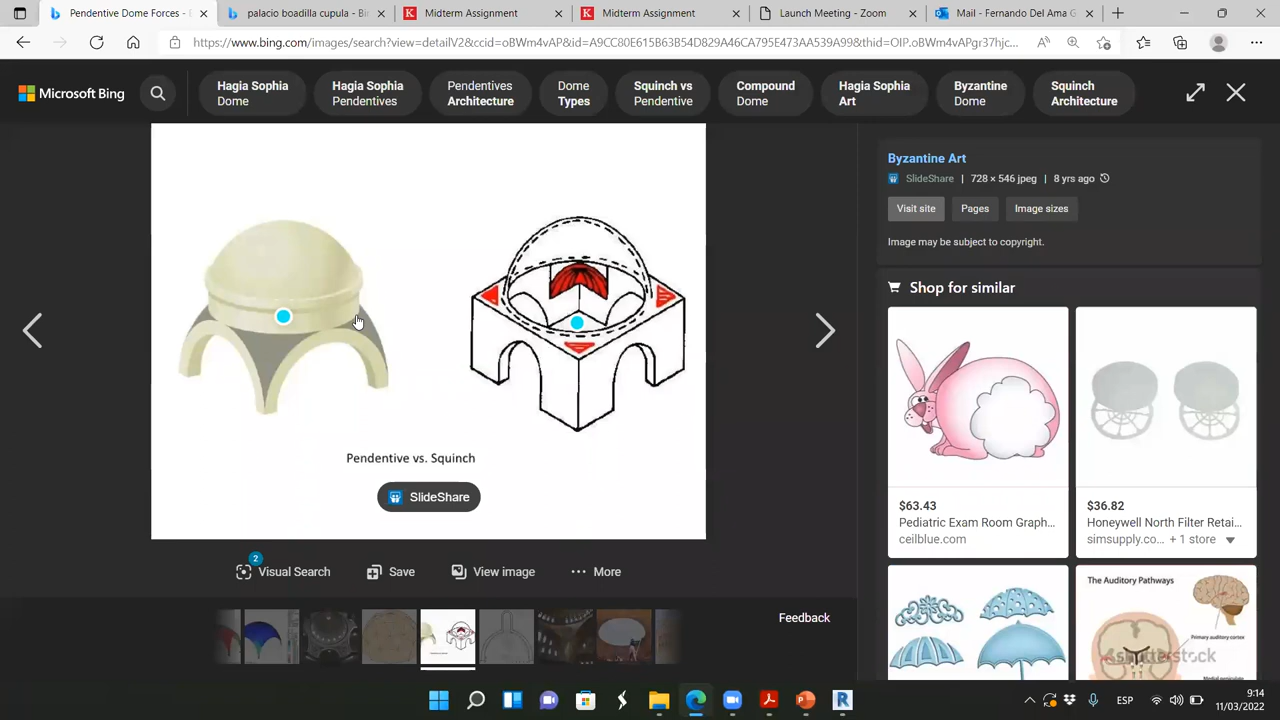 Pendentive Dome Forces - B
palacio boadilla cupula - Bing
Midterm Assignment
Midterm Assignment
Launch Meeting - Zoom
Mail - Fernando Del Ama G
https://www.bing.com/images/search?view=detailV2&ccid=oBWm4vAP&id=A9CC80E615B63B54D829A46CA795E473AA539A99&thid=OIP.oBWm4vAPgr37hjc...
Microsoft Bing
Hagia Sophia
Dome
Hagia Sophia
Pendentives
Pendentives
Architecture
Dome
Types
Squinch vs
Pendentive
Compound
Dome
Hagia Sophia
Art
Byzantine
Dome
Squinch
Architecture
Pendentive vs. Squinch
SlideShare
2
Visual Search
Save
View image
More
Feedback
Byzantine Art
SlideShare | 728 × 546 jpeg | 8 yrs ago
Visit site
Pages
Image sizes
Image may be subject to copyright.
Shop for similar
$63.43
Pediatric Exam Room Graph...
ceilblue.com
$36.82
Honeywell North Filter Retai...
simsupply.co... + 1 store
The Auditory Pathways
Primary auditory cortex
shutterstock
ESP
9:14
11/03/2022